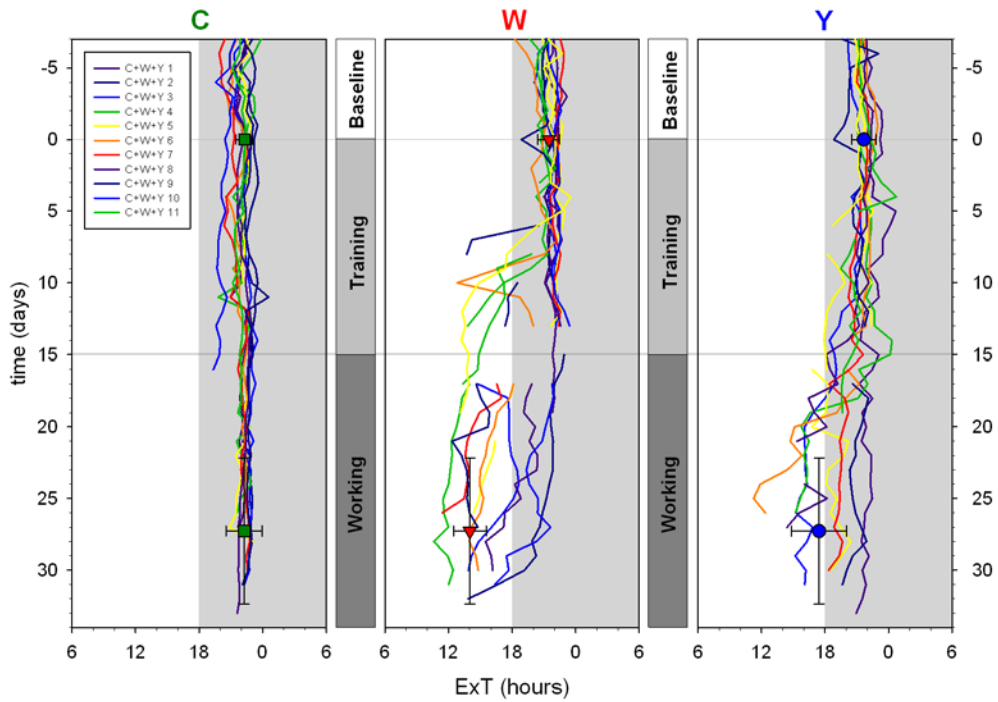 C W Y
-5
0
5
10
15
20
25
30
time (days)
C+W+Y 1
C+W+Y 2
C+W+Y 3
C+W+Y 4
C+W+Y 5
C+W+Y 6
C+W+Y 7
C+W+Y 8
C+W+Y 9
C+W+Y 10
C+W+Y 11
Baseline
Training
Working
Baseline
Training
Working
-5
0
5
10
15
20
25
30
6 12 18 0 6
6 12 18 0 6
6 12 18 0 6
ExT (hours)